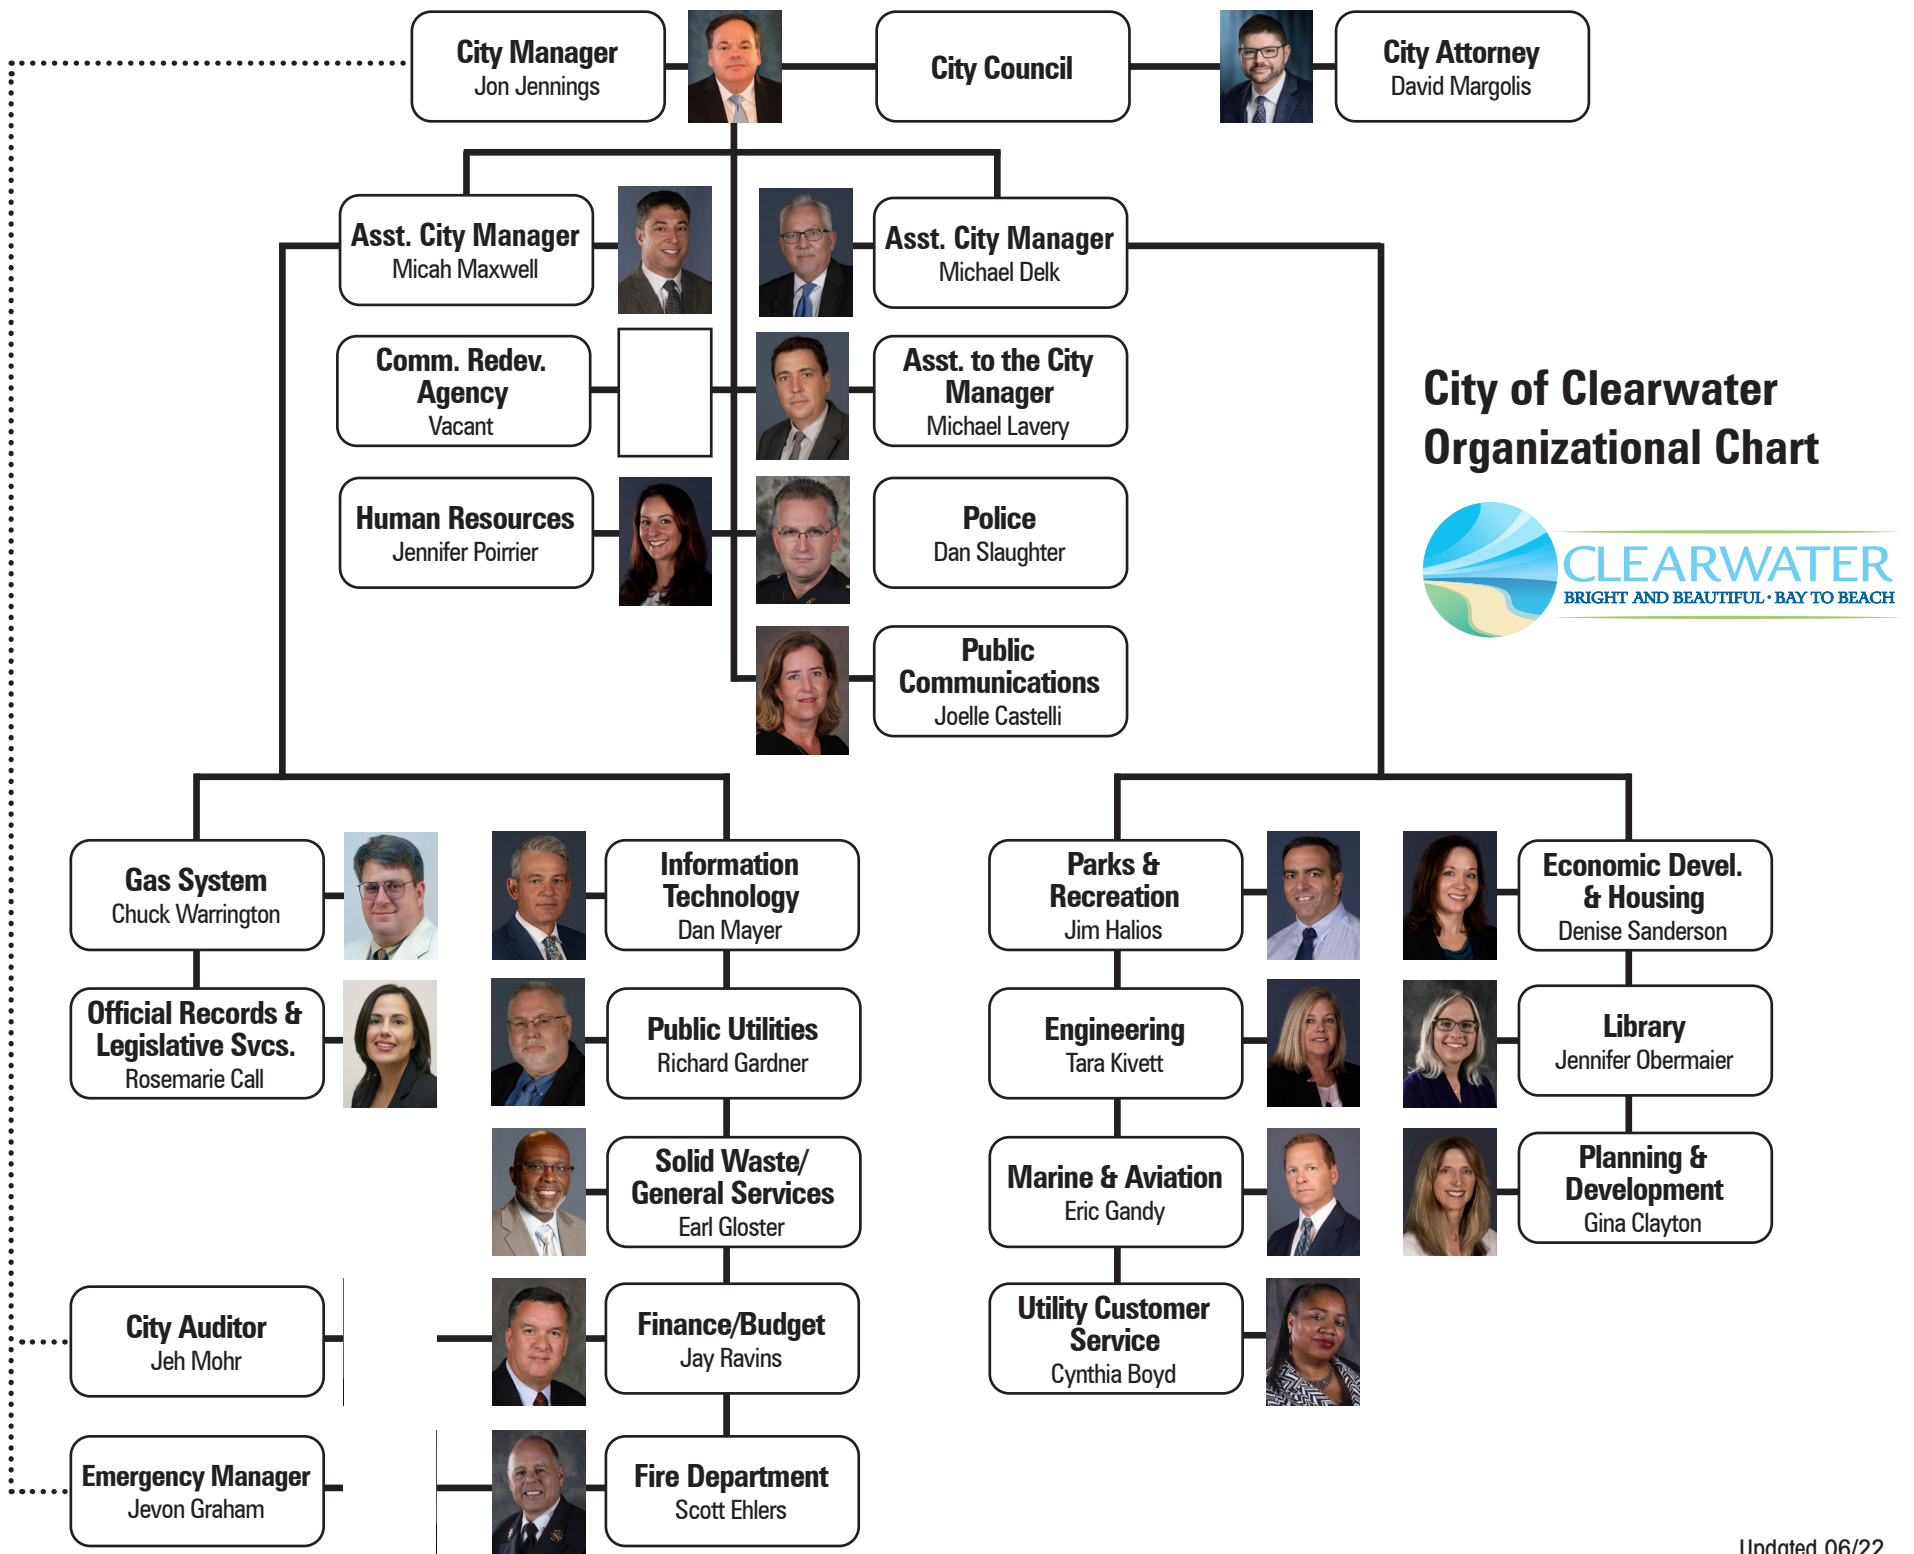 City Manager
Jon Jennings
City Council
City Attorney
David Margolis
Asst. City Manager
Micah Maxwell
Asst. City Manager
Michael Delk
Comm. Redev.
Agency
Vacant
Asst. to the City
Manager
Michael Lavery
City of Clearwater
Organizational Chart
CLEARWATER
BRIGHT AND BEAUTIFUL • BAY TO BEACH
Human Resources
Jennifer Poirrier
Police
Dan Slaughter
Public
Communications
Joelle Castelli
Gas System
Chuck Warrington
Information
Technology
Dan Mayer
Parks &
Recreation
Jim Halios
Economic Devel.
& Housing
Denise Sanderson
Official Records &
Legislative Svcs.
Rosemarie Call
Public Utilities
Richard Gardner
Engineering
Tara Kivett
Library
Jennifer Obermaier
Solid Waste/
General Services
Earl Gloster
Marine & Aviation
Eric Gandy
Planning &
Development
Gina Clayton
City Auditor
Jeh Mohr
Finance/Budget
Jay Ravins
Utility Customer
Service
Cynthia Boyd
Emergency Manager
Jevon Graham
Fire Department
Scott Ehlers
Updated 06/22